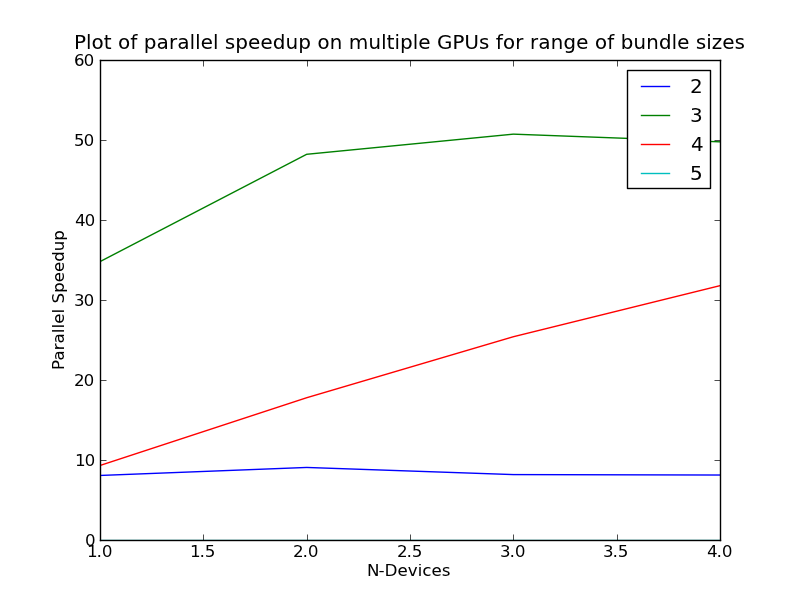 Plot of parallel speedup on multiple GPUs for range of bundle sizes
60
50
40
30
20
10
0
Parallel Speedup
2
3
4
5
1.0 1.5 2.0 2.5 3.0 3.5 4.0
N-Devices